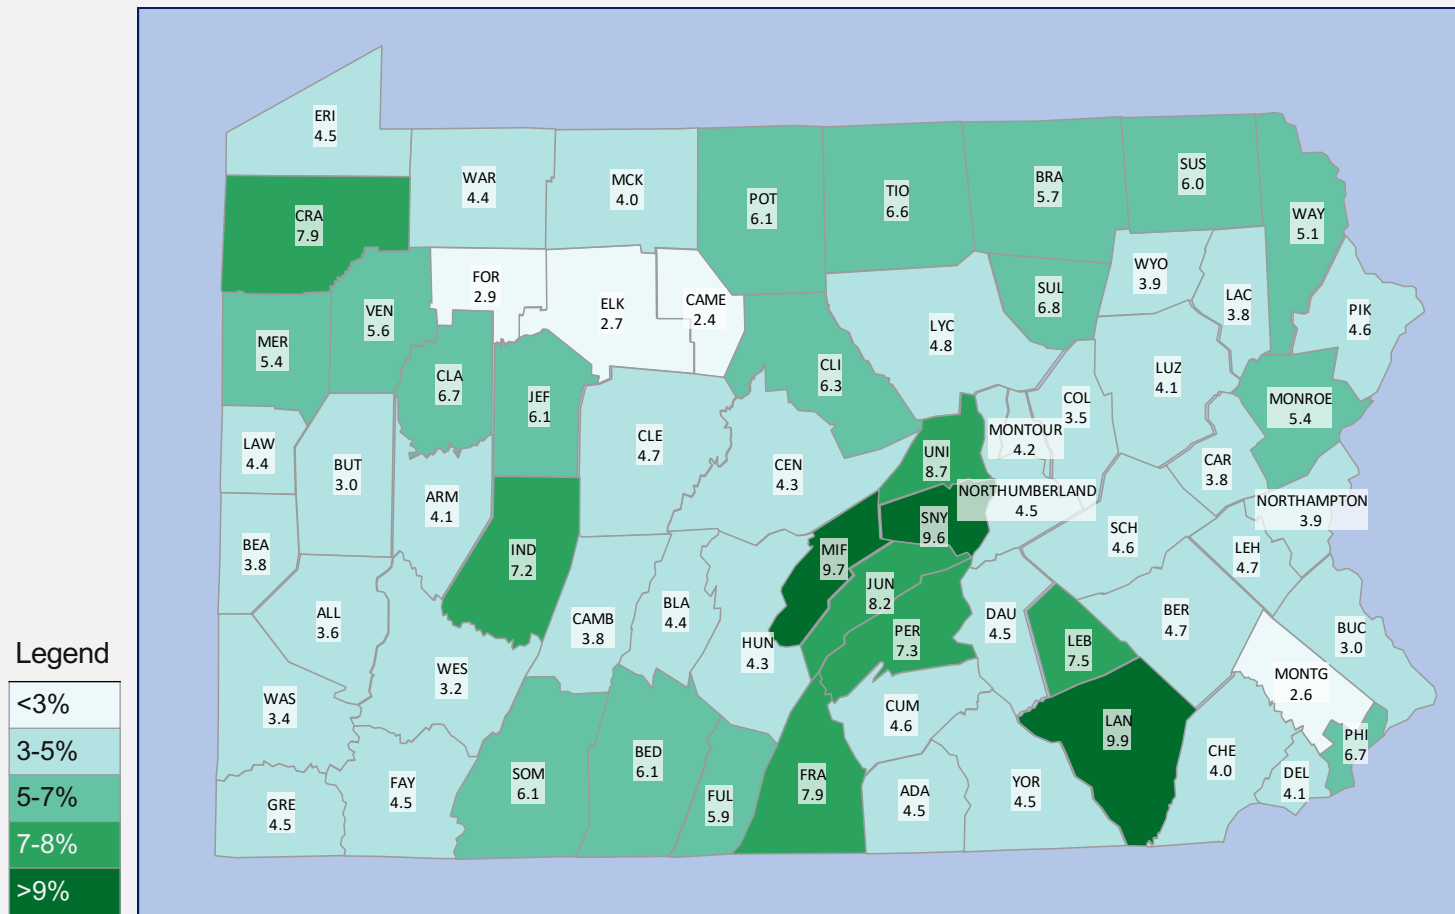 ERI
4.5
WAR
4.4
MCK
4.0
POT
6.1
TIO
6.6
BRA
5.7
SUS
6.0
WAY
5.1
CRA
7.9
FOR
2.9
ELK
2.7
CAME
2.4
SUL
6.8
WYO
3.9
LAC
3.8
PIK
4.6
MER
5.4
VEN
5.6
CLA
6.7
JEF
6.1
CLI
6.3
LYC
4.8
LUZ
4.1
MONROE
5.4
LAW
4.4
BUT
3.0
ARM
4.1
CLE
4.7
CEN
4.3
UNI
8.7
MONTOUR
4.2
COL
3.5
CAR
3.8
NORTHUMBERLAND
4.5
NORTHAMPTON
3.9
BEA
3.8
IND
7.2
MIF
9.7
SNY
9.6
SCH
4.6
LEH
4.7
ALL
3.6
CAMB
3.8
BLA
4.4
HUN
4.3
JUN
8.2
PER
7.3
DAU
4.5
LEB
7.5
BER
4.7
BUC
3.0
WAS
3.4
WES
3.2
CUM
4.6
LAN
9.9
MONTG
2.6
GRE
4.5
FAY
4.5
SOM
6.1
BED
6.1
FUL
5.9
FRA
7.9
ADA
4.5
YOR
4.5
CHE
4.0
DEL
4.1
PHI
6.7
Legend
<3%
3-5%
5-7%
7-8%
>9%